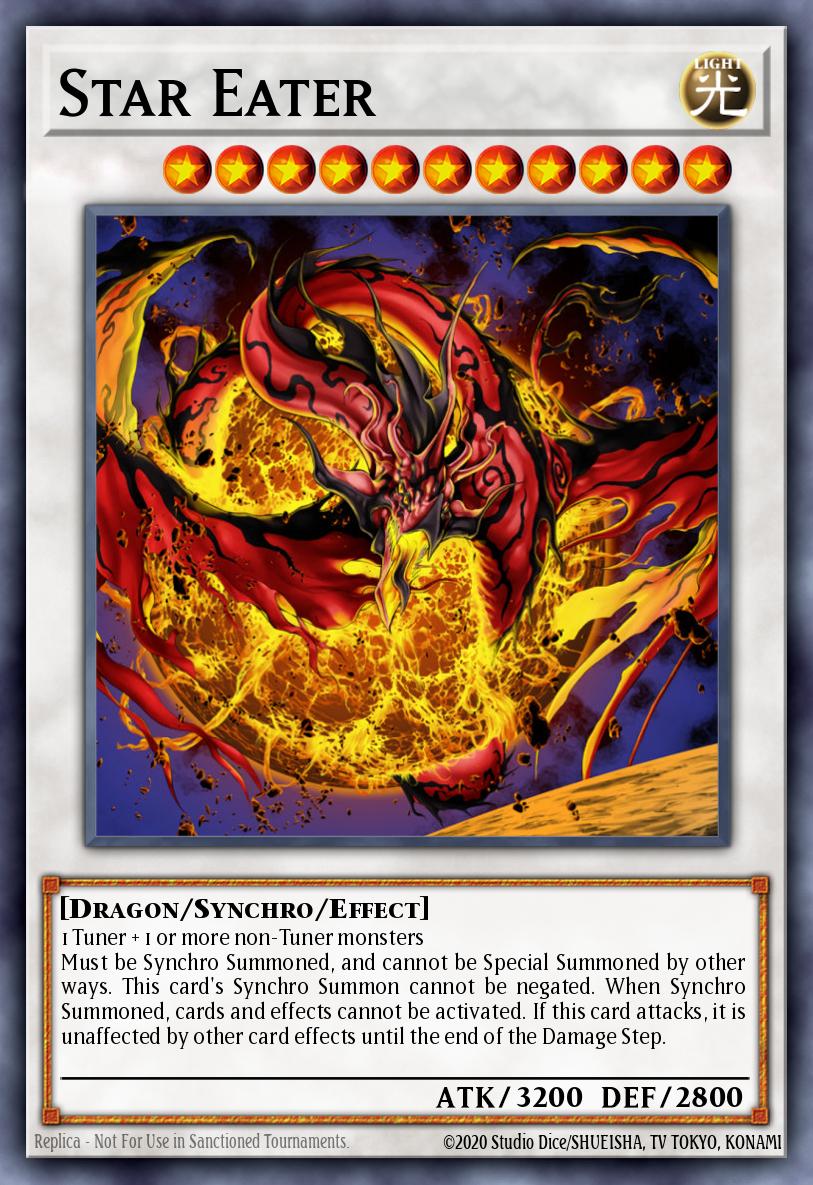 Star Eater
LIGHT
光
[Dragon/Synchro/Effect]
1 Tuner + 1 or more non-Tuner monsters
Must be Synchro Summoned, and cannot be Special Summoned by other
ways. This card's Synchro Summon cannot be negated. When Synchro
Summoned, cards and effects cannot be activated. If this card attacks, it is
unaffected by other card effects until the end of the Damage Step.
ATK/3200 DEF/2800
Replica - Not For Use in Sanctioned Tournaments. ©2020 Studio Dice/SHUEISHA, TV TOKYO, KONAMI